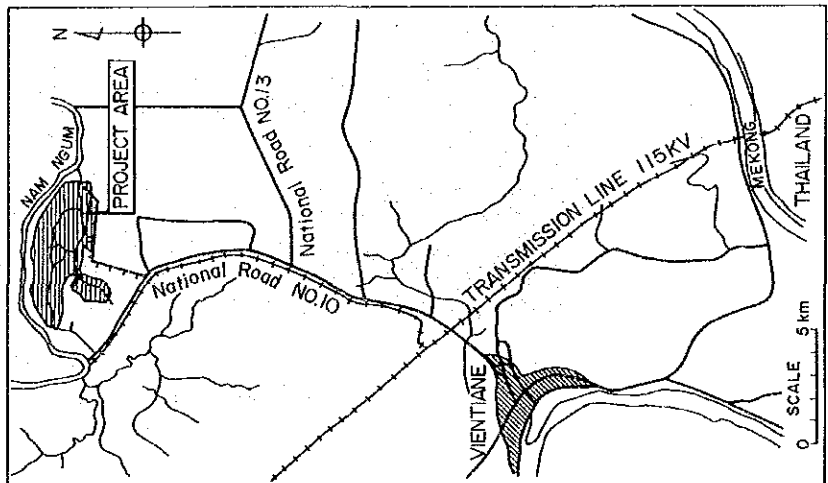 N
NAM NGUM
PROJECT AREA
National Road NO.13
National Road NO.10
TRANSMISSION LINE 115KV
VIENTIANE
MEKONG
THAILAND
SCALE
0 5 km